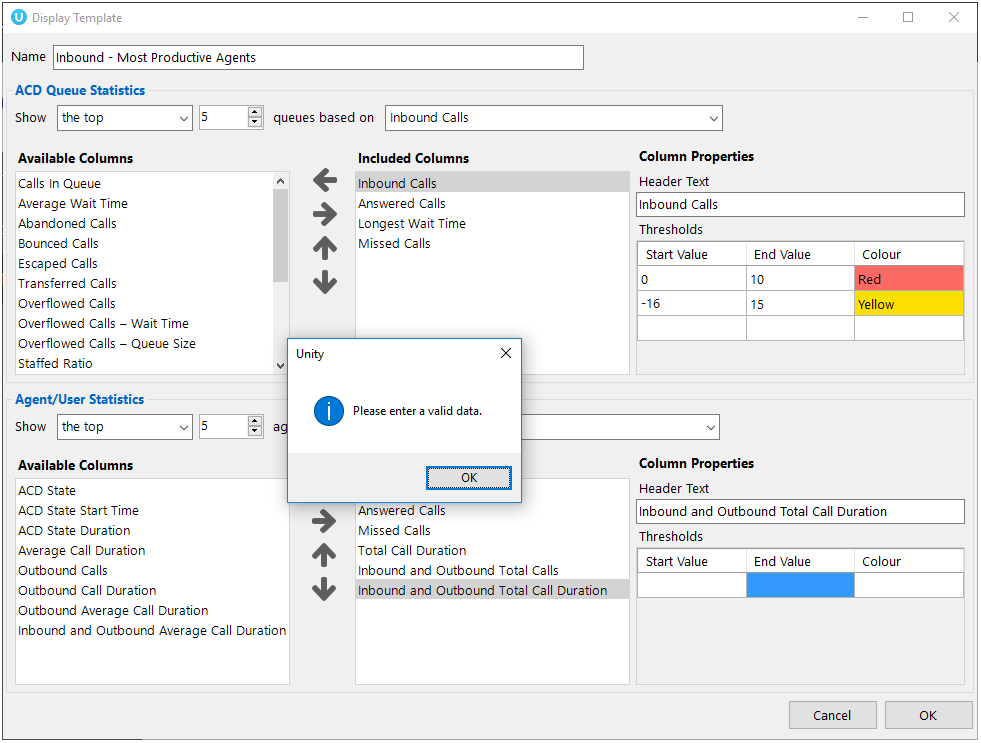 Display Template
Name Inbound - Most Productive Agents
ACD Queue Statistics
Show the top 5 queues based on Inbound Calls
Available Columns
Calls In Queue
Average Wait Time
Abandoned Calls
Bounced Calls
Escaped Calls
Transferred Calls
Overflowed Calls
Overflowed Calls – Wait Time
Overflowed Calls – Queue Size
Staffed Ratio
Included Columns
Inbound Calls
Answered Calls
Longest Wait Time
Missed Calls
Column Properties
Header Text
Inbound Calls
Thresholds
Start Value End Value Colour
0 10 Red
-16 15 Yellow
Unity
Please enter a valid data.
OK
Agent/User Statistics
Show the top 5 ag
Available Columns
ACD State
ACD State Start Time
ACD State Duration
Average Call Duration
Outbound Calls
Outbound Call Duration
Outbound Average Call Duration
Inbound and Outbound Average Call Duration
Answered Calls
Missed Calls
Total Call Duration
Inbound and Outbound Total Calls
Inbound and Outbound Total Call Duration
Column Properties
Header Text
Inbound and Outbound Total Call Duration
Thresholds
Start Value End Value Colour
Cancel OK